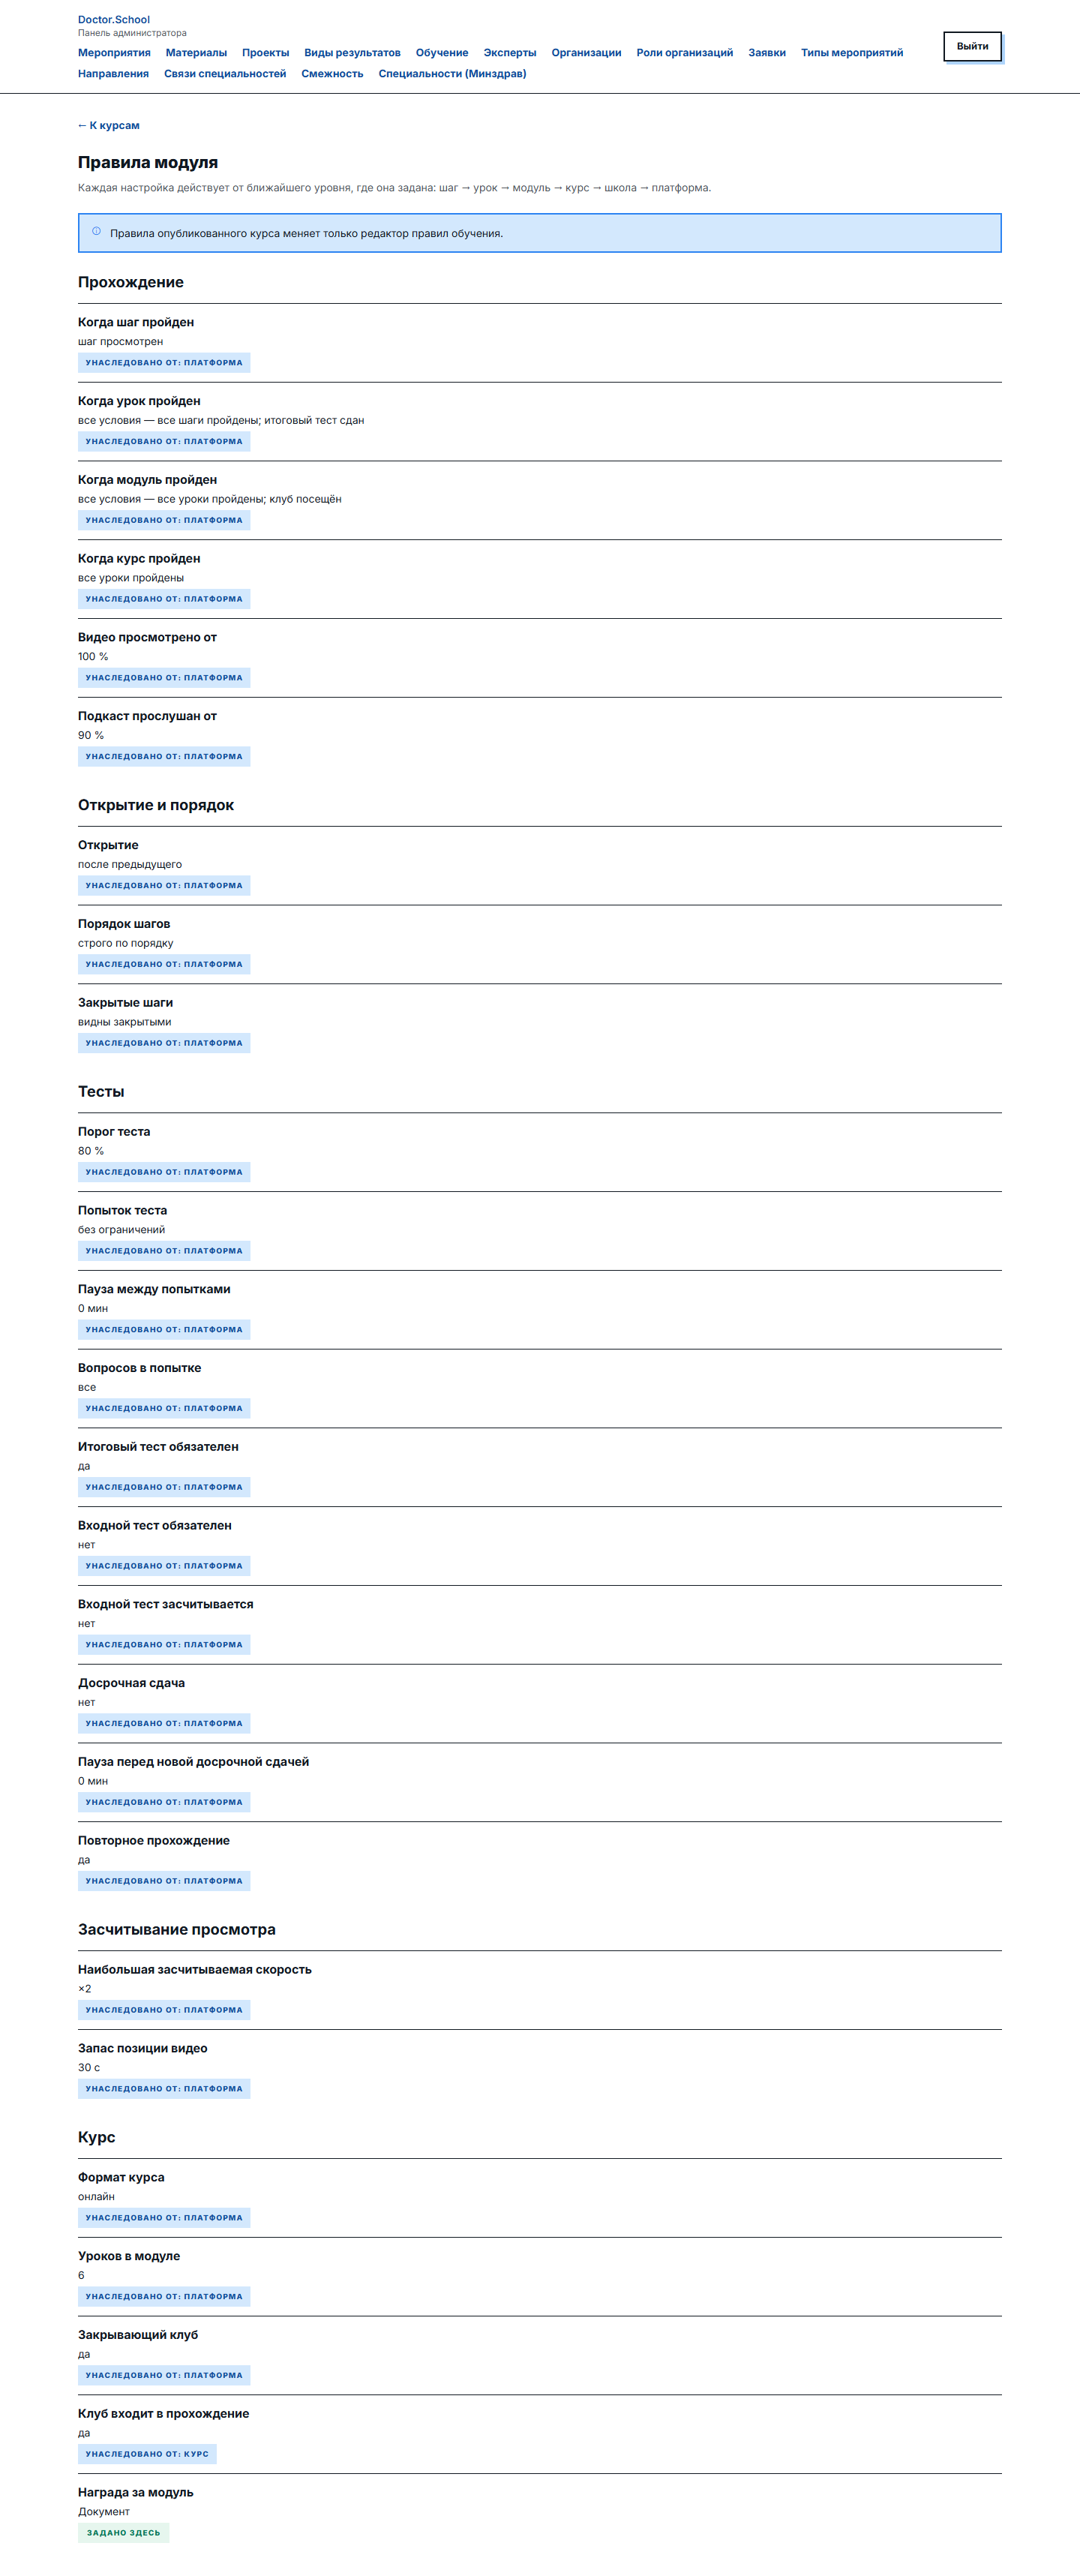 Doctor.School
Панель администратора
Мероприятия Материалы Проекты Виды результатов Обучение Эксперты Организации Роли организаций Заявки Типы мероприятий
Направления Связи специальностей Смежность Специальности (Минздрав)
Выйти
← К курсам
Правила модуля
Каждая настройка действует от ближайшего уровня, где она задана: шаг → урок → модуль → курс → школа → платформа.
Правила опубликованного курса меняет только редактор правил обучения.
Прохождение
Когда шаг пройден
шаг просмотрен
УНАСЛЕДОВАНО ОТ: ПЛАТФОРМА
Когда урок пройден
все условия — все шаги пройдены; итоговый тест сдан
УНАСЛЕДОВАНО ОТ: ПЛАТФОРМА
Когда модуль пройден
все условия — все уроки пройдены; клуб посещён
УНАСЛЕДОВАНО ОТ: ПЛАТФОРМА
Когда курс пройден
все уроки пройдены
УНАСЛЕДОВАНО ОТ: ПЛАТФОРМА
Видео просмотрено от
100 %
УНАСЛЕДОВАНО ОТ: ПЛАТФОРМА
Подкаст прослушан от
90 %
УНАСЛЕДОВАНО ОТ: ПЛАТФОРМА
Открытие и порядок
Открытие
после предыдущего
УНАСЛЕДОВАНО ОТ: ПЛАТФОРМА
Порядок шагов
строго по порядку
УНАСЛЕДОВАНО ОТ: ПЛАТФОРМА
Закрытые шаги
видны закрытыми
УНАСЛЕДОВАНО ОТ: ПЛАТФОРМА
Тесты
Порог теста
80 %
УНАСЛЕДОВАНО ОТ: ПЛАТФОРМА
Попыток теста
без ограничений
УНАСЛЕДОВАНО ОТ: ПЛАТФОРМА
Пауза между попытками
0 мин
УНАСЛЕДОВАНО ОТ: ПЛАТФОРМА
Вопросов в попытке
все
УНАСЛЕДОВАНО ОТ: ПЛАТФОРМА
Итоговый тест обязателен
да
УНАСЛЕДОВАНО ОТ: ПЛАТФОРМА
Входной тест обязателен
нет
УНАСЛЕДОВАНО ОТ: ПЛАТФОРМА
Входной тест засчитывается
нет
УНАСЛЕДОВАНО ОТ: ПЛАТФОРМА
Досрочная сдача
нет
УНАСЛЕДОВАНО ОТ: ПЛАТФОРМА
Пауза перед новой досрочной сдачей
0 мин
УНАСЛЕДОВАНО ОТ: ПЛАТФОРМА
Повторное прохождение
да
УНАСЛЕДОВАНО ОТ: ПЛАТФОРМА
Засчитывание просмотра
Наибольшая засчитываемая скорость
×2
УНАСЛЕДОВАНО ОТ: ПЛАТФОРМА
Запас позиции видео
30 с
УНАСЛЕДОВАНО ОТ: ПЛАТФОРМА
Курс
Формат курса
онлайн
УНАСЛЕДОВАНО ОТ: ПЛАТФОРМА
Уроков в модуле
6
УНАСЛЕДОВАНО ОТ: ПЛАТФОРМА
Закрывающий клуб
да
УНАСЛЕДОВАНО ОТ: ПЛАТФОРМА
Клуб входит в прохождение
да
УНАСЛЕДОВАНО ОТ: КУРС
Награда за модуль
Документ
ЗАДАНО ЗДЕСЬ